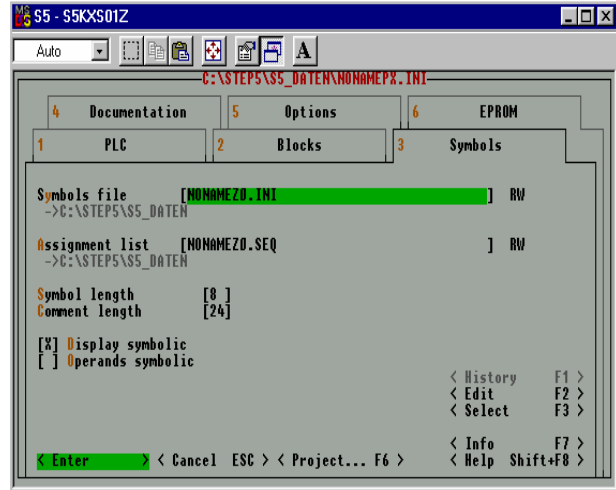 S5 - S5KXS01Z
Auto
A
C:\STEP5\S5_DATEN\NONAMEPX.INI
4 Documentation 5 Options 6 EPROM
1 PLC 2 Blocks 3 Symbols
Symbols file [NONAMEZ0.INI ] RW
->C:\STEP5\S5_DATEN
Assignment list [NONAMEZ0.SEQ ] RW
->C:\STEP5\S5_DATEN
Symbol length [8 ]
Comment length [24]
[X] Display symbolic
[ ] Operands symbolic
< History F1 >
< Edit F2 >
< Select F3 >
< Info F7 >
< Enter > < Cancel ESC > < Project... F6 > < Help Shift+F8 >